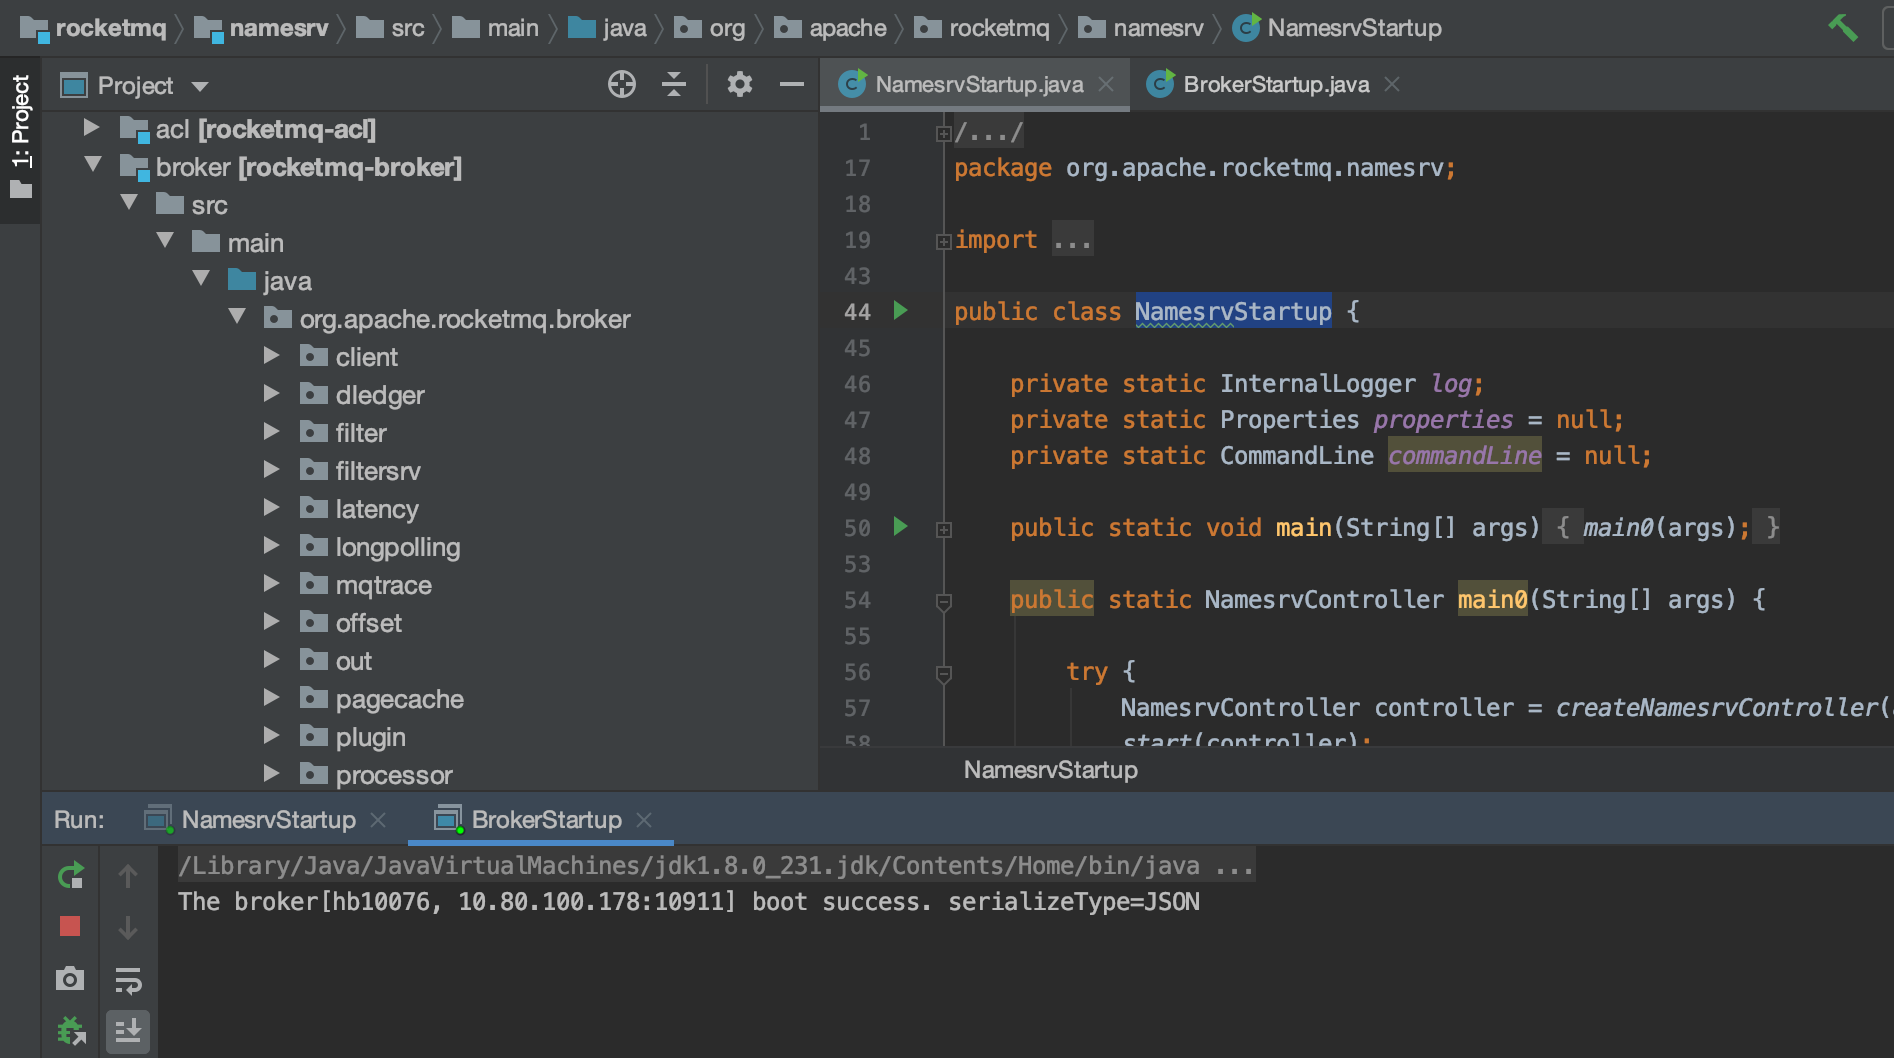 rocketmq namesrv src main java org apache rocketmq namesrv NamesrvStartup
1: Project
Project
acl [rocketmq-acl]
broker [rocketmq-broker]
src
main
java
org.apache.rocketmq.broker
client
dledger
filter
filtersrv
latency
longpolling
mqtrace
offset
out
pagecache
plugin
processor
NamesrvStartup.java BrokerStartup.java
1 /.../
17 package org.apache.rocketmq.namesrv;
18
19 import ...
43
44 public class NamesrvStartup {
45
46 private static InternalLogger log;
47 private static Properties properties = null;
48 private static CommandLine commandLine = null;
49
50 public static void main(String[] args) { main0(args); }
53
54 public static NamesrvController main0(String[] args) {
55
56 try {
57 NamesrvController controller = createNamesrvController(
58 start(controller);
NamesrvStartup
Run: NamesrvStartup BrokerStartup
/Library/Java/JavaVirtualMachines/jdk1.8.0_231.jdk/Contents/Home/bin/java ...
The broker[hb10076, 10.80.100.178:10911] boot success. serializeType=JSON